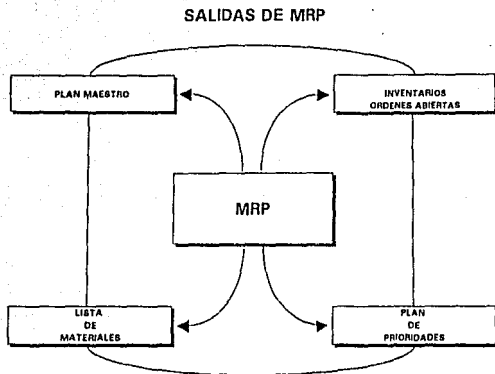 SALIDAS DE MRP
PLAN MAESTRO
INVENTARIOS
ORDENES ABIERTAS
MRP
LISTA
DE
MATERIALES
PLAN
DE
PRIORIDADES